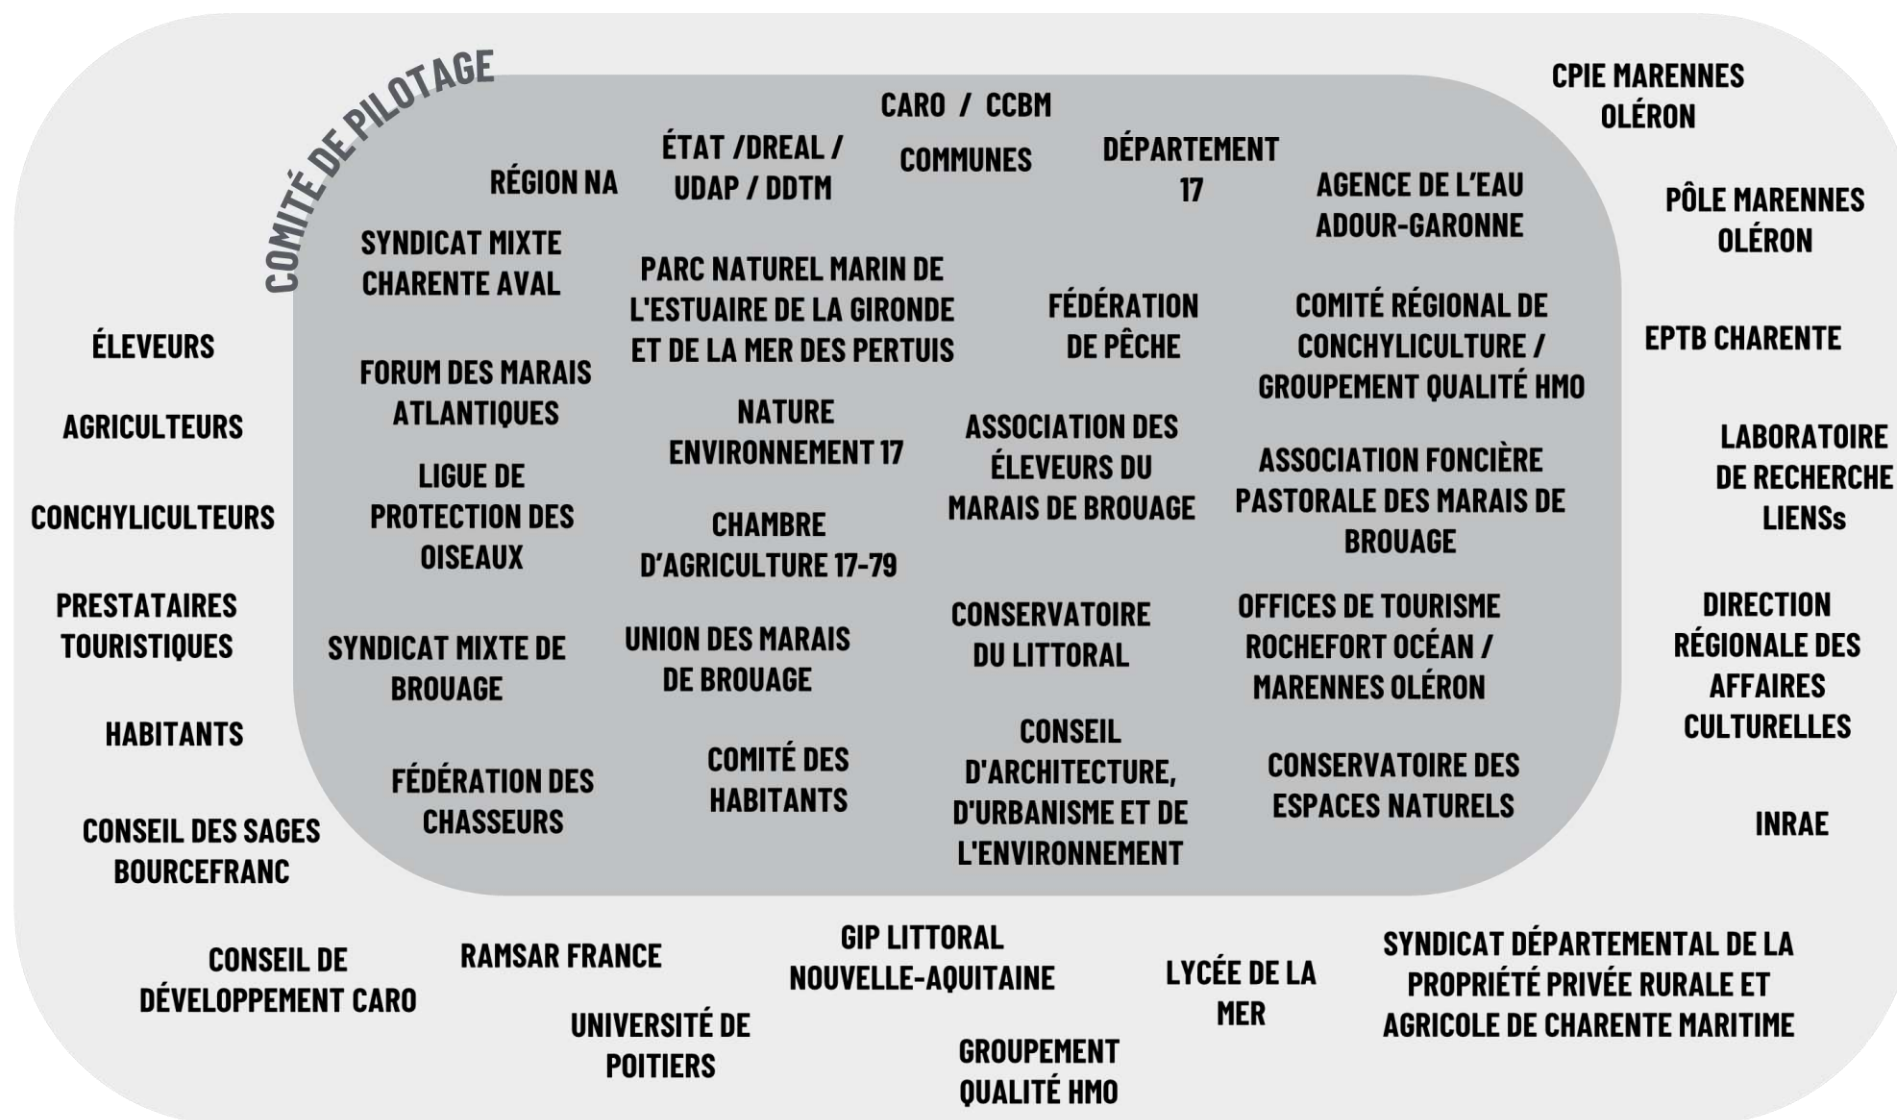 COMITÉ DE PILOTAGE
CARO / CCBM
COMMUNES
ÉTAT /DREAL /
UDAP / DDTM
RÉGION NA
DÉPARTEMENT
17
AGENCE DE L'EAU
ADOUR-GARONNE
SYNDICAT MIXTE
CHARENTE AVAL
PARC NATUREL MARIN DE
L'ESTUAIRE DE LA GIRONDE
ET DE LA MER DES PERTUIS
FÉDÉRATION
DE PÊCHE
COMITÉ RÉGIONAL DE
CONCHYLICULTURE /
GROUPEMENT QUALITÉ HMO
FORUM DES MARAIS
ATLANTIQUES
NATURE
ENVIRONNEMENT 17
ASSOCIATION DES
ÉLEVEURS DU
MARAIS DE BROUAGE
ASSOCIATION FONCIÈRE
PASTORALE DES MARAIS DE
BROUAGE
LIGUE DE
PROTECTION DES
OISEAUX
CHAMBRE
D'AGRICULTURE 17-79
CONSERVATOIRE
DU LITTORAL
OFFICES DE TOURISME
ROCHEFORT OCÉAN /
MARENNES OLÉRON
SYNDICAT MIXTE DE
BROUAGE
UNION DES MARAIS
DE BROUAGE
CONSEIL
D'ARCHITECTURE,
D'URBANISME ET DE
L'ENVIRONNEMENT
CONSERVATOIRE DES
ESPACES NATURELS
FÉDÉRATION DES
CHASSEURS
COMITÉ DES
HABITANTS
ÉLEVEURS
AGRICULTEURS
CONCHYLICULTEURS
PRESTATAIRES
TOURISTIQUES
HABITANTS
CONSEIL DES SAGES
BOURCEFRANC
CONSEIL DE
DÉVELOPPEMENT CARO
RAMSAR FRANCE
UNIVERSITÉ DE
POITIERS
GIP LITTORAL
NOUVELLE-AQUITAINE
GROUPEMENT
QUALITÉ HMO
LYCÉE DE LA
MER
SYNDICAT DÉPARTEMENTAL DE LA
PROPRIÉTÉ PRIVÉE RURALE ET
AGRICOLE DE CHARENTE MARITIME
CPIE MARENNES
OLÉRON
PÔLE MARENNES
OLÉRON
EPTB CHARENTE
LABORATOIRE
DE RECHERCHE
LIENSs
DIRECTION
RÉGIONALE DES
AFFAIRES
CULTURELLES
INRAE